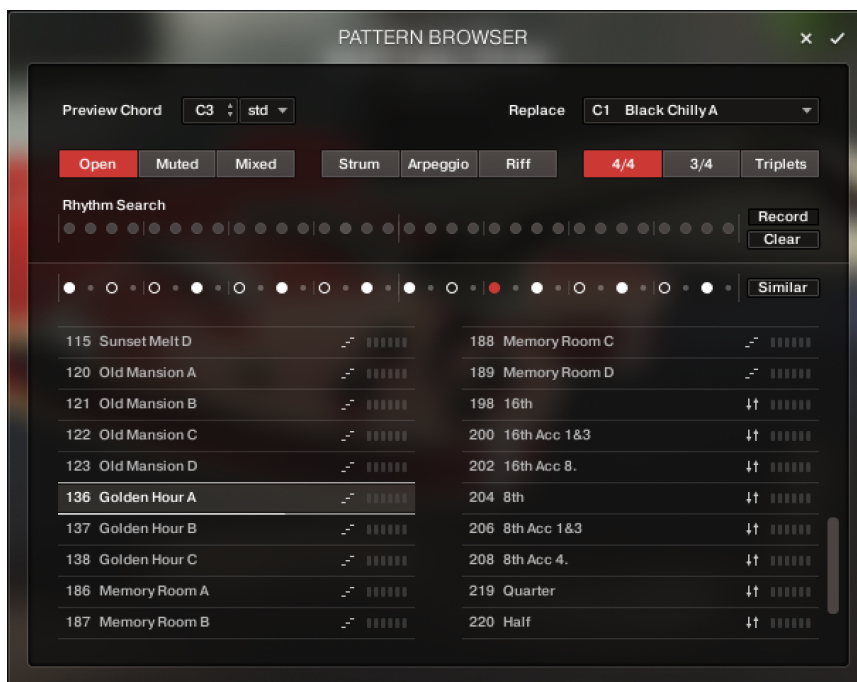 PATTERN BROWSER
Preview Chord C3 std Replace C1 Black Chilly A
Open Muted Mixed Strum Arpeggio Riff 4/4 3/4 Triplets
Rhythm Search
Record
Clear
Similar
115 Sunset Melt D
120 Old Mansion A
121 Old Mansion B
122 Old Mansion C
123 Old Mansion D
136 Golden Hour A
137 Golden Hour B
138 Golden Hour C
186 Memory Room A
187 Memory Room B
188 Memory Room C
189 Memory Room D
198 16th
200 16th Acc 1&3
202 16th Acc 8.
204 8th
206 8th Acc 1&3
208 8th Acc 4.
219 Quarter
220 Half